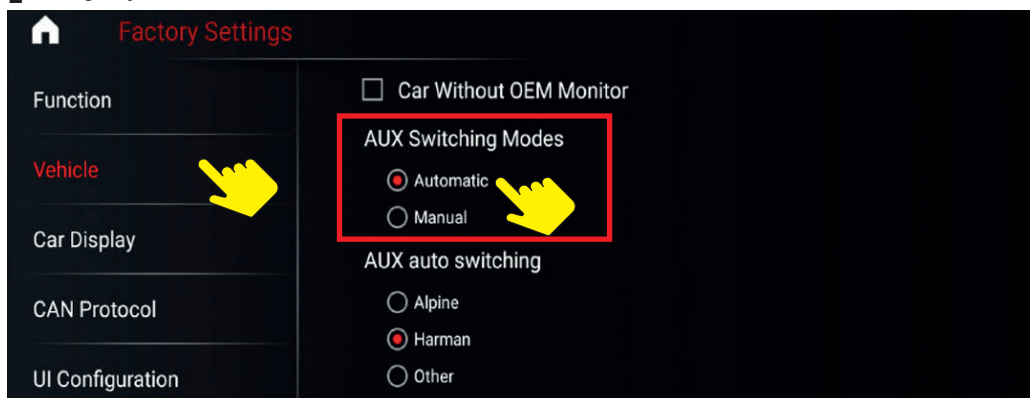 Factory Settings
Function
Vehicle
Car Display
CAN Protocol
UI Configuration
Car Without OEM Monitor
AUX Switching Modes
Automatic
Manual
AUX auto switching
Alpine
Harman
Other